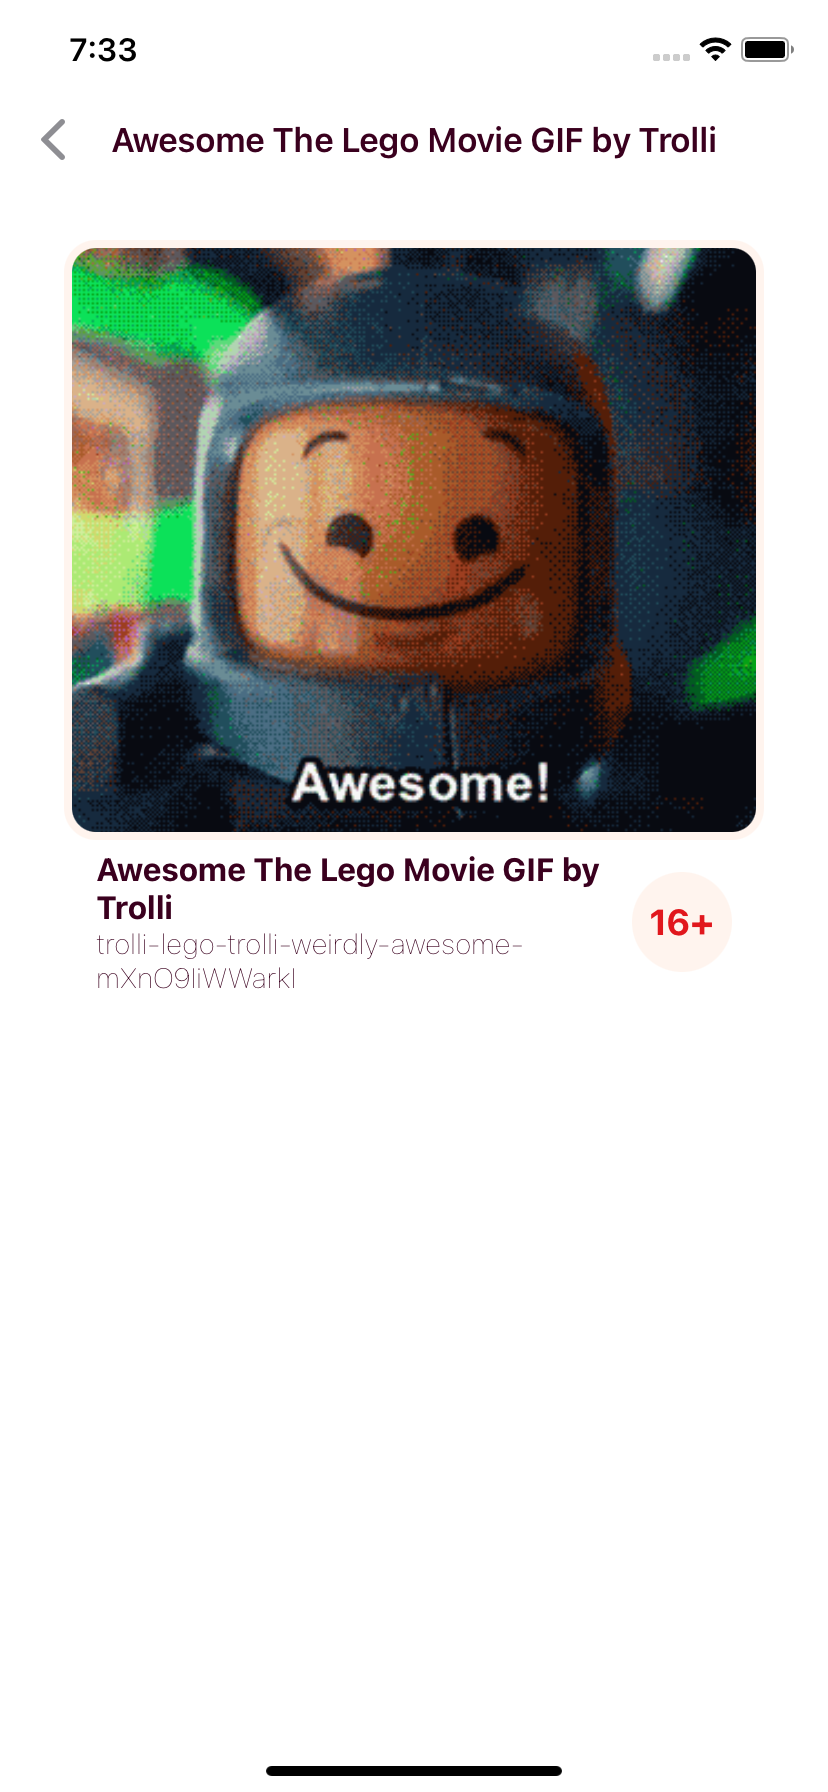 7:33
Awesome The Lego Movie GIF by Trolli
Awesome!
Awesome The Lego Movie GIF by
Trolli
16+
trolli-lego-trolli-weirdly-awesome-
mXnO9IiWWarkI